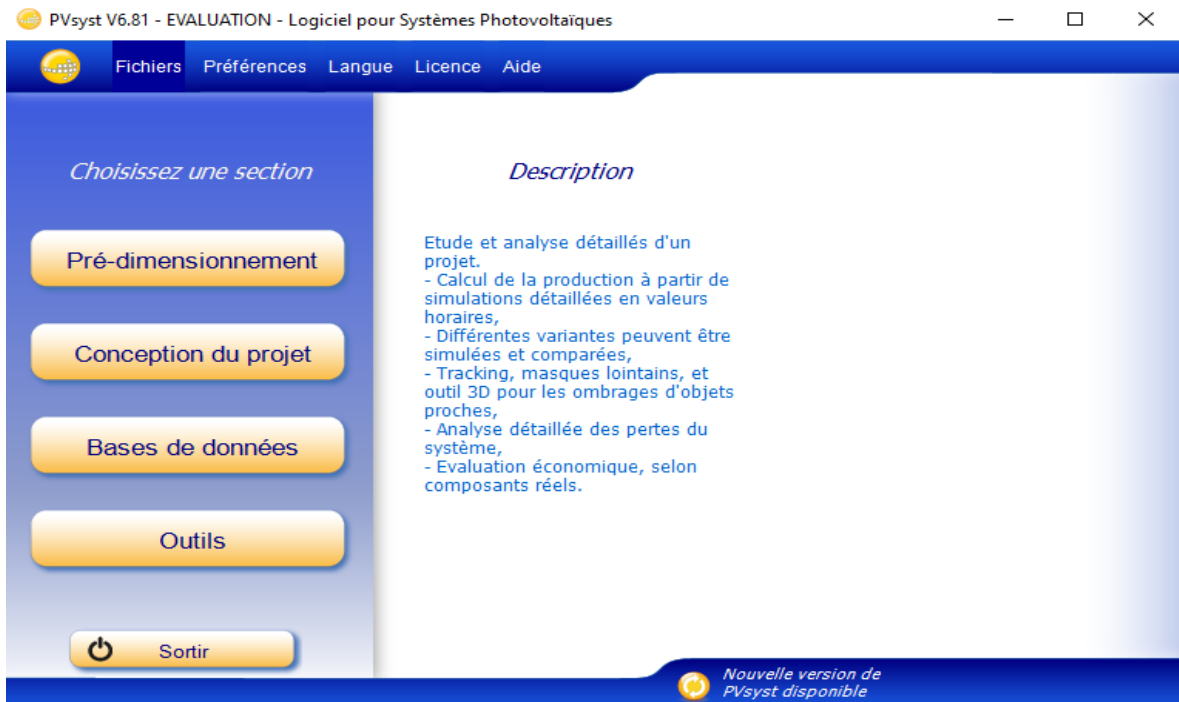 PVsyst V6.81 - EVALUATION - Logiciel pour Systèmes Photovoltaïques
Fichiers Préférences Langue Licence Aide
Choisissez une section
Pré-dimensionnement
Conception du projet
Bases de données
Outils
Sortir
Description
Etude et analyse détaillés d'un
projet.
- Calcul de la production à partir de
simulations détaillées en valeurs
horaires,
- Différentes variantes peuvent être
simulées et comparées,
- Tracking, masques lointains, et
outil 3D pour les ombrages d'objets
proches,
- Analyse détaillée des pertes du
système,
- Evaluation économique, selon
composants réels.
Nouvelle version de
PVsyst disponible